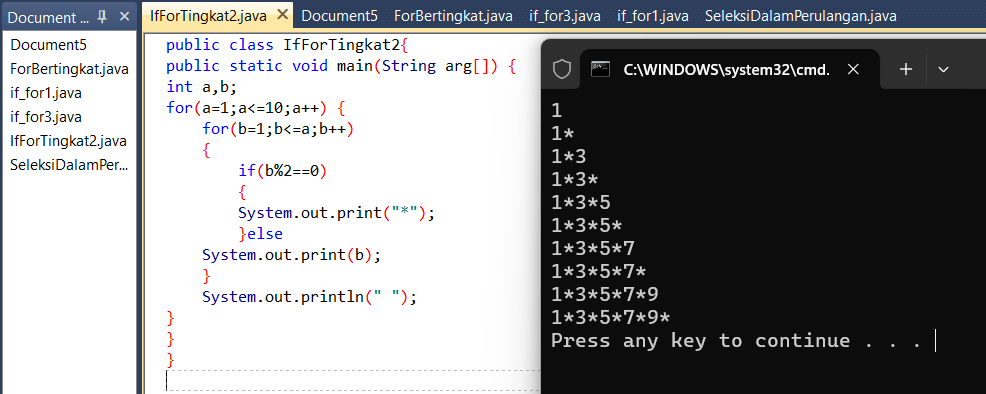 Document ...
Document5
ForBertingkat.java
if_for1.java
if_for3.java
IfForTingkat2.java
SeleksiDalamPer...
IfForTingkat2.java Document5 ForBertingkat.java if_for3.java if_for1.java SeleksiDalamPerulangan.java
public class IfForTingkat2{
public static void main(String arg[]) {
int a,b;
for(a=1;a<=10;a++) {
for(b=1;b<=a;b++)
{
if(b%2==0)
{
System.out.print("*");
}else
System.out.print(b);
}
System.out.println(" ");
}
}
}
C:\WINDOWS\system32\cmd.
1
1*
1*3
1*3*
1*3*5
1*3*5*
1*3*5*7
1*3*5*7*
1*3*5*7*9
1*3*5*7*9*
Press any key to continue . . .